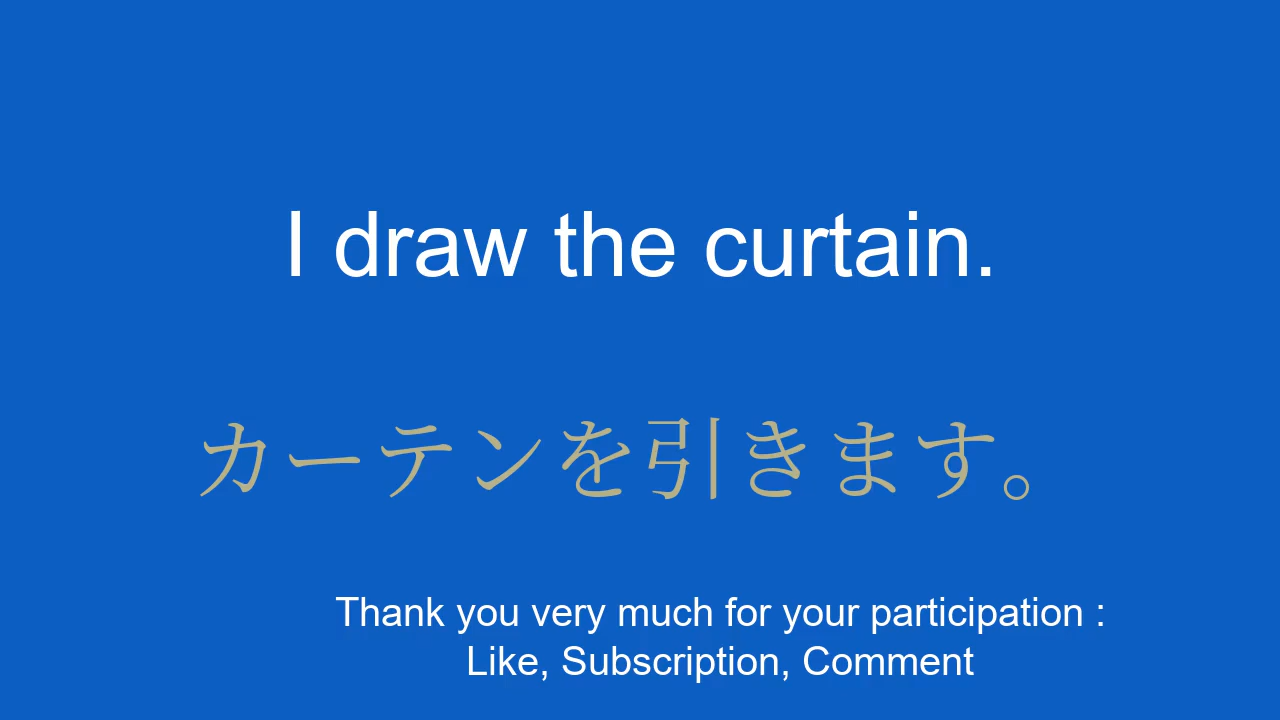 I draw the curtain.
カーテンを引きます。
Thank you very much for your participation :
Like, Subscription, Comment